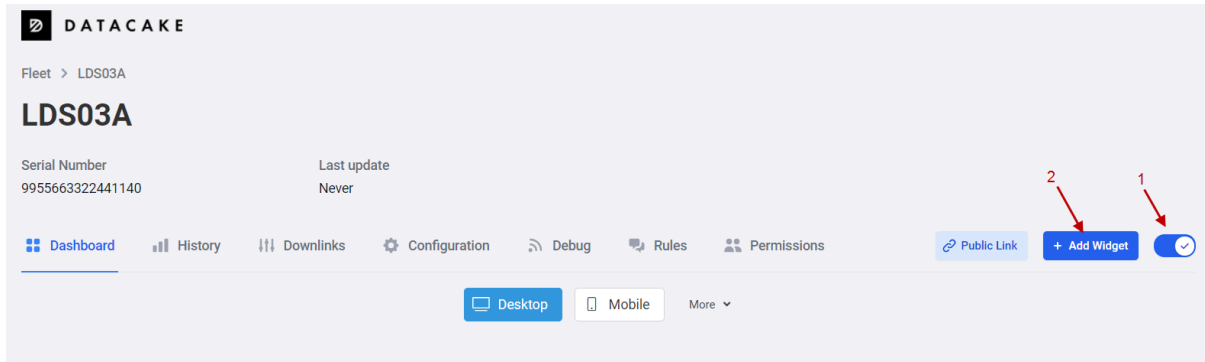 DATACAKE
Fleet > LDS03A
LDS03A
Serial Number Last update
9955663322441140 Never
2 1
Dashboard History Downlinks Configuration Debug Rules Permissions Public Link + Add Widget
Desktop Mobile More